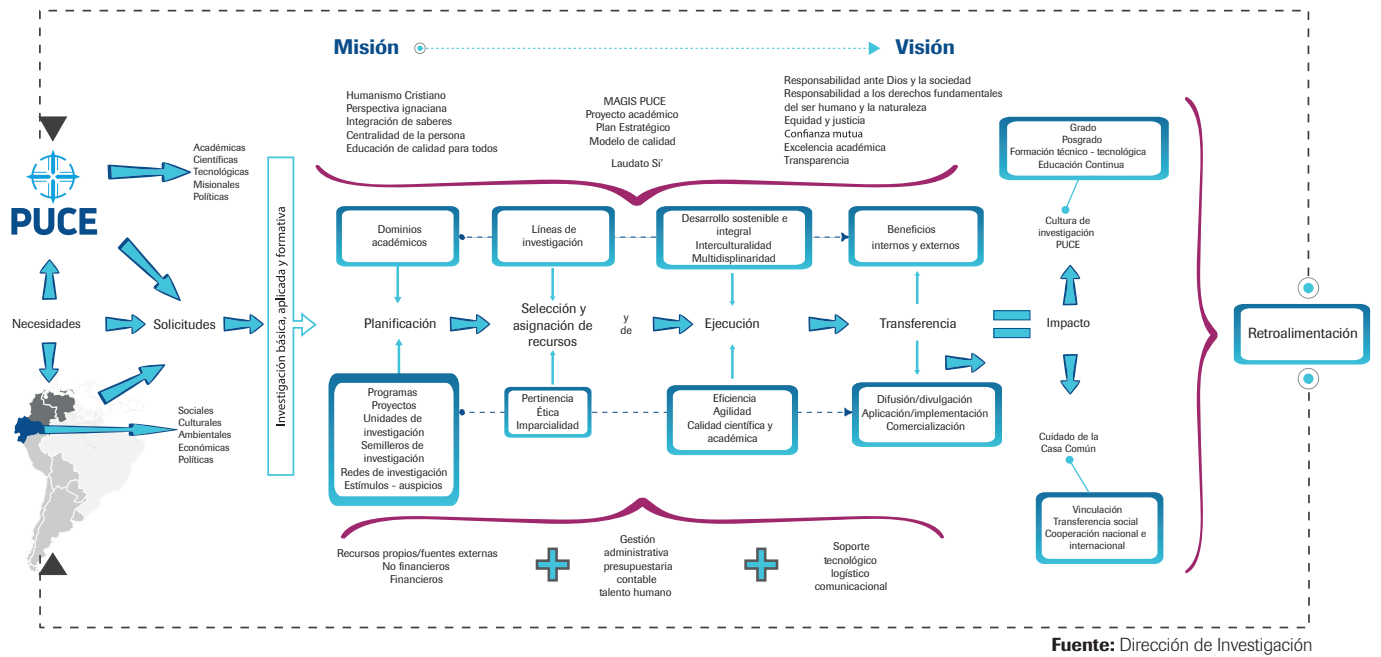 Misión
Visión
Humanismo Cristiano
Perspectiva ignaciana
Integración de saberes
Centralidad de la persona
Educación de calidad para todos
MAGIS PUCE
Proyecto académico
Plan Estratégico
Modelo de calidad
Laudato Si'
Responsabilidad ante Dios y la sociedad
Responsabilidad a los derechos fundamentales
del ser humano y la naturaleza
Equidad y justicia
Confianza mutua
Excelencia académica
Transparencia
PUCE
Académicas
Científicas
Tecnológicas
Misionales
Políticas
Necesidades
Solicitudes
Sociales
Culturales
Ambientales
Económicas
Políticas
Investigación básica, aplicada y formativa
Dominios
académicos
Líneas de
investigación
Desarrollo sostenible e
integral
Interculturalidad
Multidisplinaridad
Beneficios
internos y externos
Planificación
Selección y
asignación de
recursos
y
de
Ejecución
Transferencia
Impacto
Programas
Proyectos
Unidades de
investigación
Semilleros de
investigación
Redes de investigación
Estímulos - auspicios
Pertinencia
Ética
Imparcialidad
Eficiencia
Agilidad
Calidad científica y
académica
Difusión/divulgación
Aplicación/implementación
Comercialización
Grado
Posgrado
Formación técnico - tecnológica
Educación Continua
Cultura de
investigación
PUCE
Cuidado de la
Casa Común
Vinculación
Transferencia social
Cooperación nacional e
internacional
Retroalimentación
Recursos propios/fuentes externas
No financieros
Financieros
Gestión
administrativa
presupuestaria
contable
talento humano
Soporte
tecnológico
logístico
comunicacional
Fuente: Dirección de Investigación